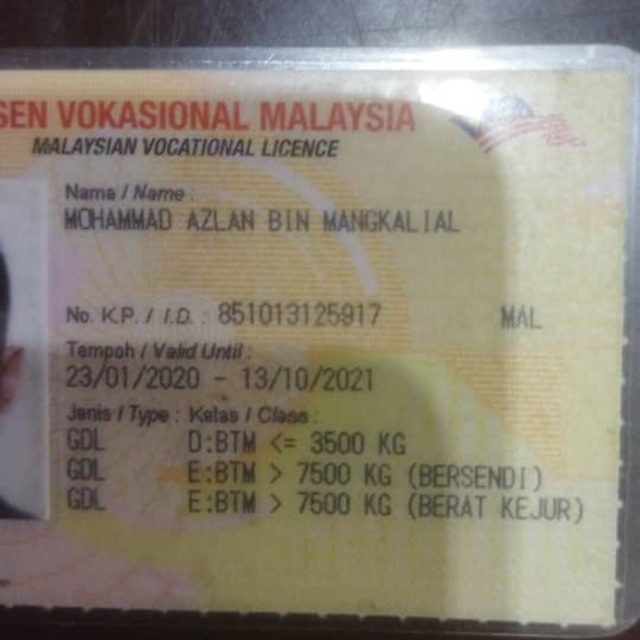 SEN VOKASIONAL MALAYSIA
MALAYSIAN VOCATIONAL LICENCE
Nama / Name :
MOHAMMAD AZLAN BIN MANGKALIAL
No. K.P. / I.D. : 851013125917 MAL
Tempoh / Valid Until :
23/01/2020 - 13/10/2021
Jenis / Type : Kelas / Class :
GDL D:BTM <= 3500 KG
GDL E:BTM > 7500 KG (BERSENDI)
GDL E:BTM > 7500 KG (BERAT KEJUR)